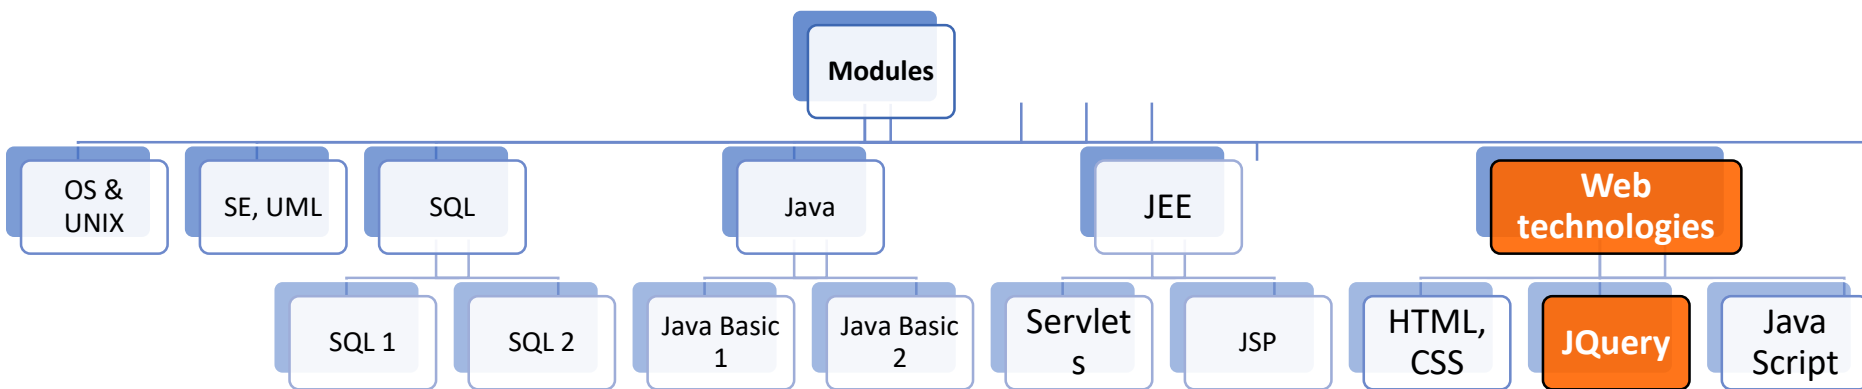 Modules
OS &
UNIX
SE, UML
SQL
Java
JEE
Web
technologies
SQL 1
SQL 2
Java Basic
1
Java Basic
2
Servlet
s
JSP
HTML,
CSS
JQuery
Java
Script